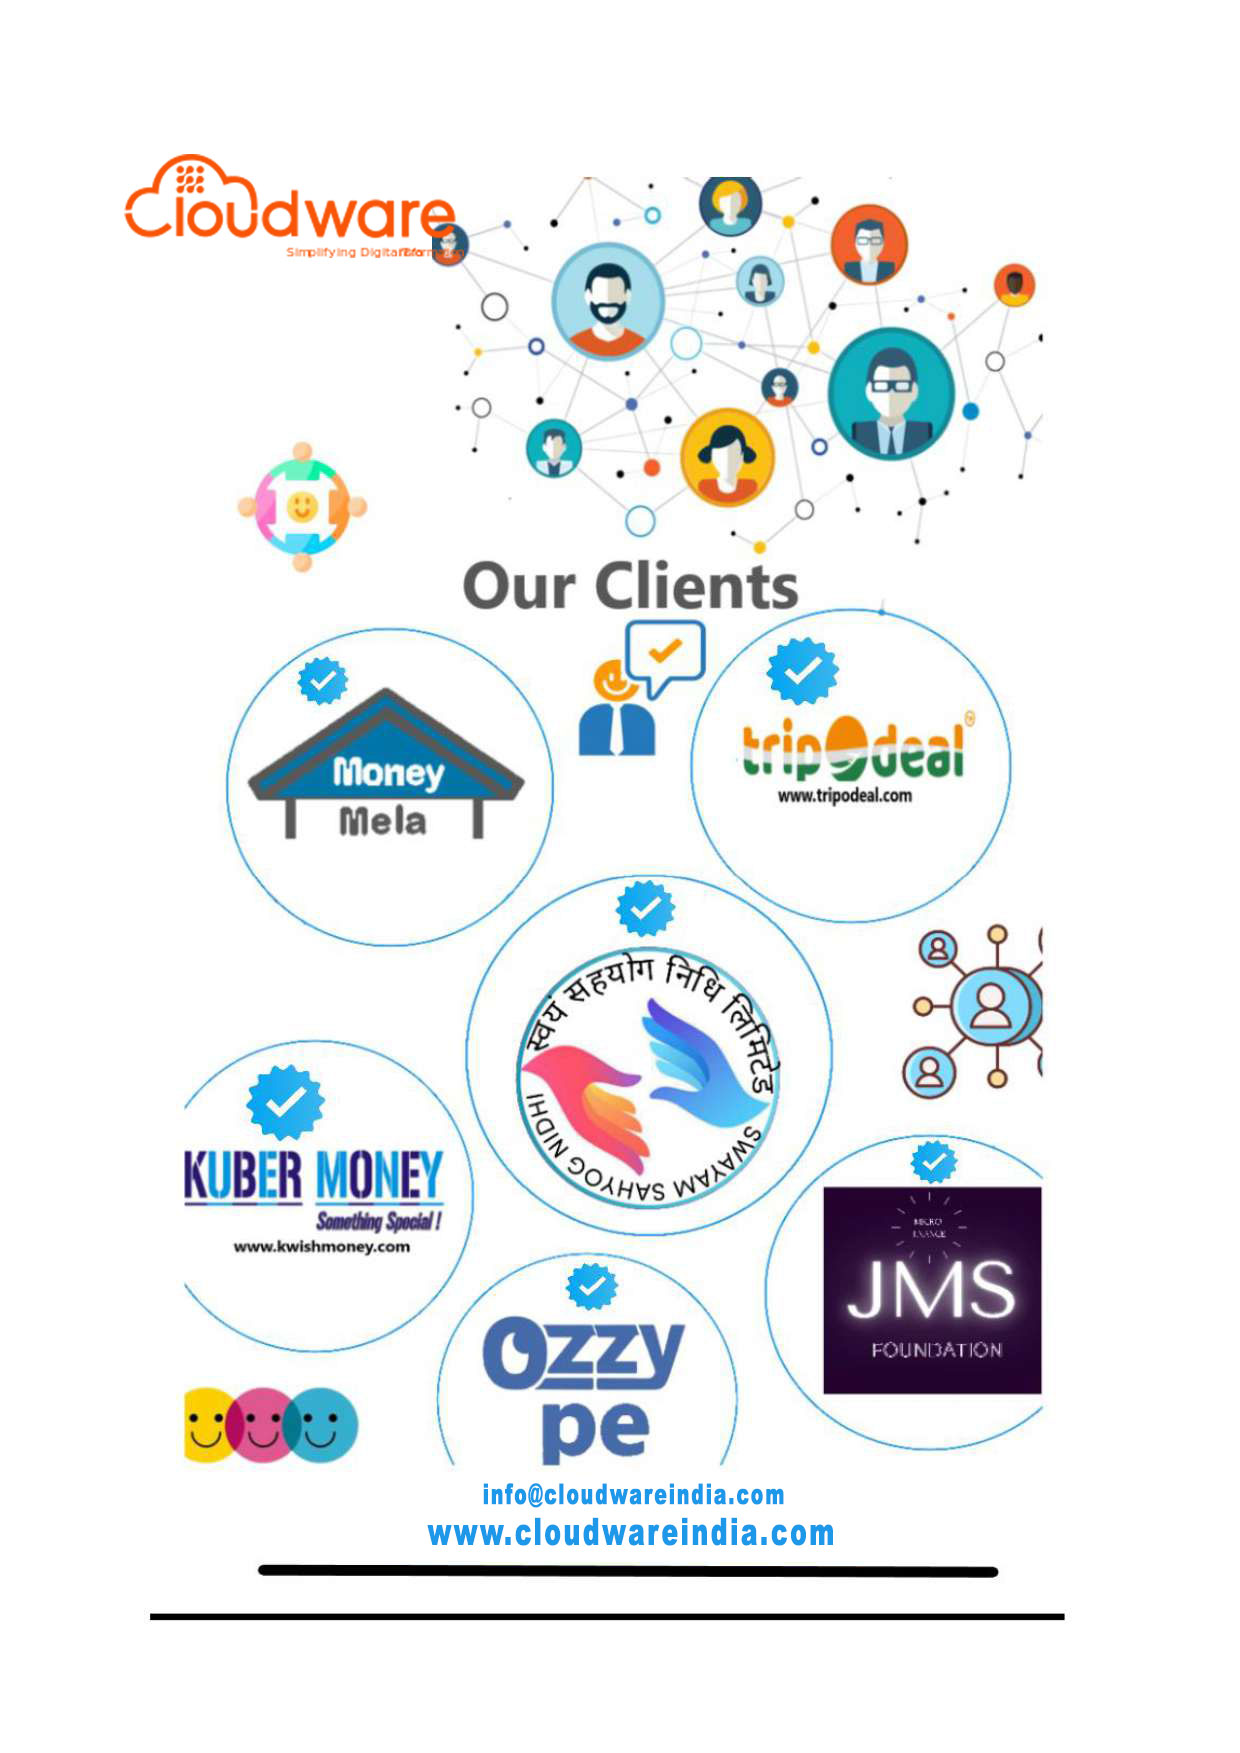 Cloudware
Simplifying Digital
Our Clients
Money
Mela
tripodeal
www.tripodeal.com
स्वयं सहयोग निधि लिमिटेड
SWAYAM SAHYOG NIDHI
KUBER MONEY
Something Special !
www.kwishmoney.com
MICRO
JMS
FOUNDATION
Ozzy
pe
info@cloudwareindia.com
www.cloudwareindia.com